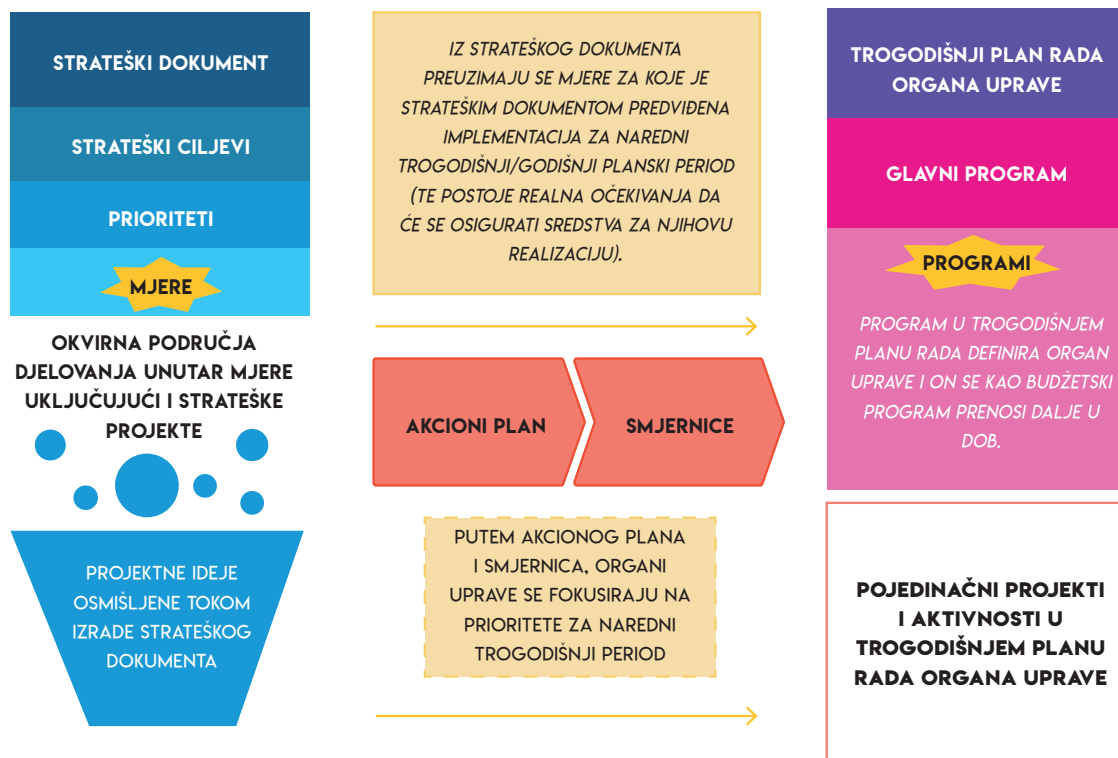 STRATEŠKI DOKUMENT
STRATEŠKI CILJEVI
PRIORITETI
MJERE
OKVIRNA PODRUČJA
DJELOVANJA UNUTAR MJERE
UKLJUČUJUĆI I STRATEŠKE
PROJEKTE
PROJEKTNE IDEJE
OSMIŠLJENE TOKOM
IZRADE STRATEŠKOG
DOKUMENTA
IZ STRATEŠKOG DOKUMENTA
PREUZIMAJU SE MJERE ZA KOJE JE
STRATEŠKIM DOKUMENTOM PREDVIĐENA
IMPLEMENTACIJA ZA NAREDNI
TROGODIŠNJI/GODIŠNJI PLANSKI PERIOD
(TE POSTOJE REALNA OČEKIVANJA DA
ĆE SE OSIGURATI SREDSTVA ZA NJIHOVU
REALIZACIJU).
AKCIONI PLAN
SMJERNICE
PUTEM AKCIONOG PLANA
I SMJERNICA, ORGANI
UPRAVE SE FOKUSIRAJU NA
PRIORITETE ZA NAREDNI
TROGODIŠNJI PERIOD
TROGODIŠNJI PLAN RADA
ORGANA UPRAVE
GLAVNI PROGRAM
PROGRAMI
PROGRAM U TROGODIŠNJEM
PLANU RADA DEFINIRA ORGAN
UPRAVE I ON SE KAO BUDŽETSKI
PROGRAM PRENOSI DALJE U
DOB.
POJEDINAČNI PROJEKTI
I AKTIVNOSTI U
TROGODIŠNJEM PLANU
RADA ORGANA UPRAVE